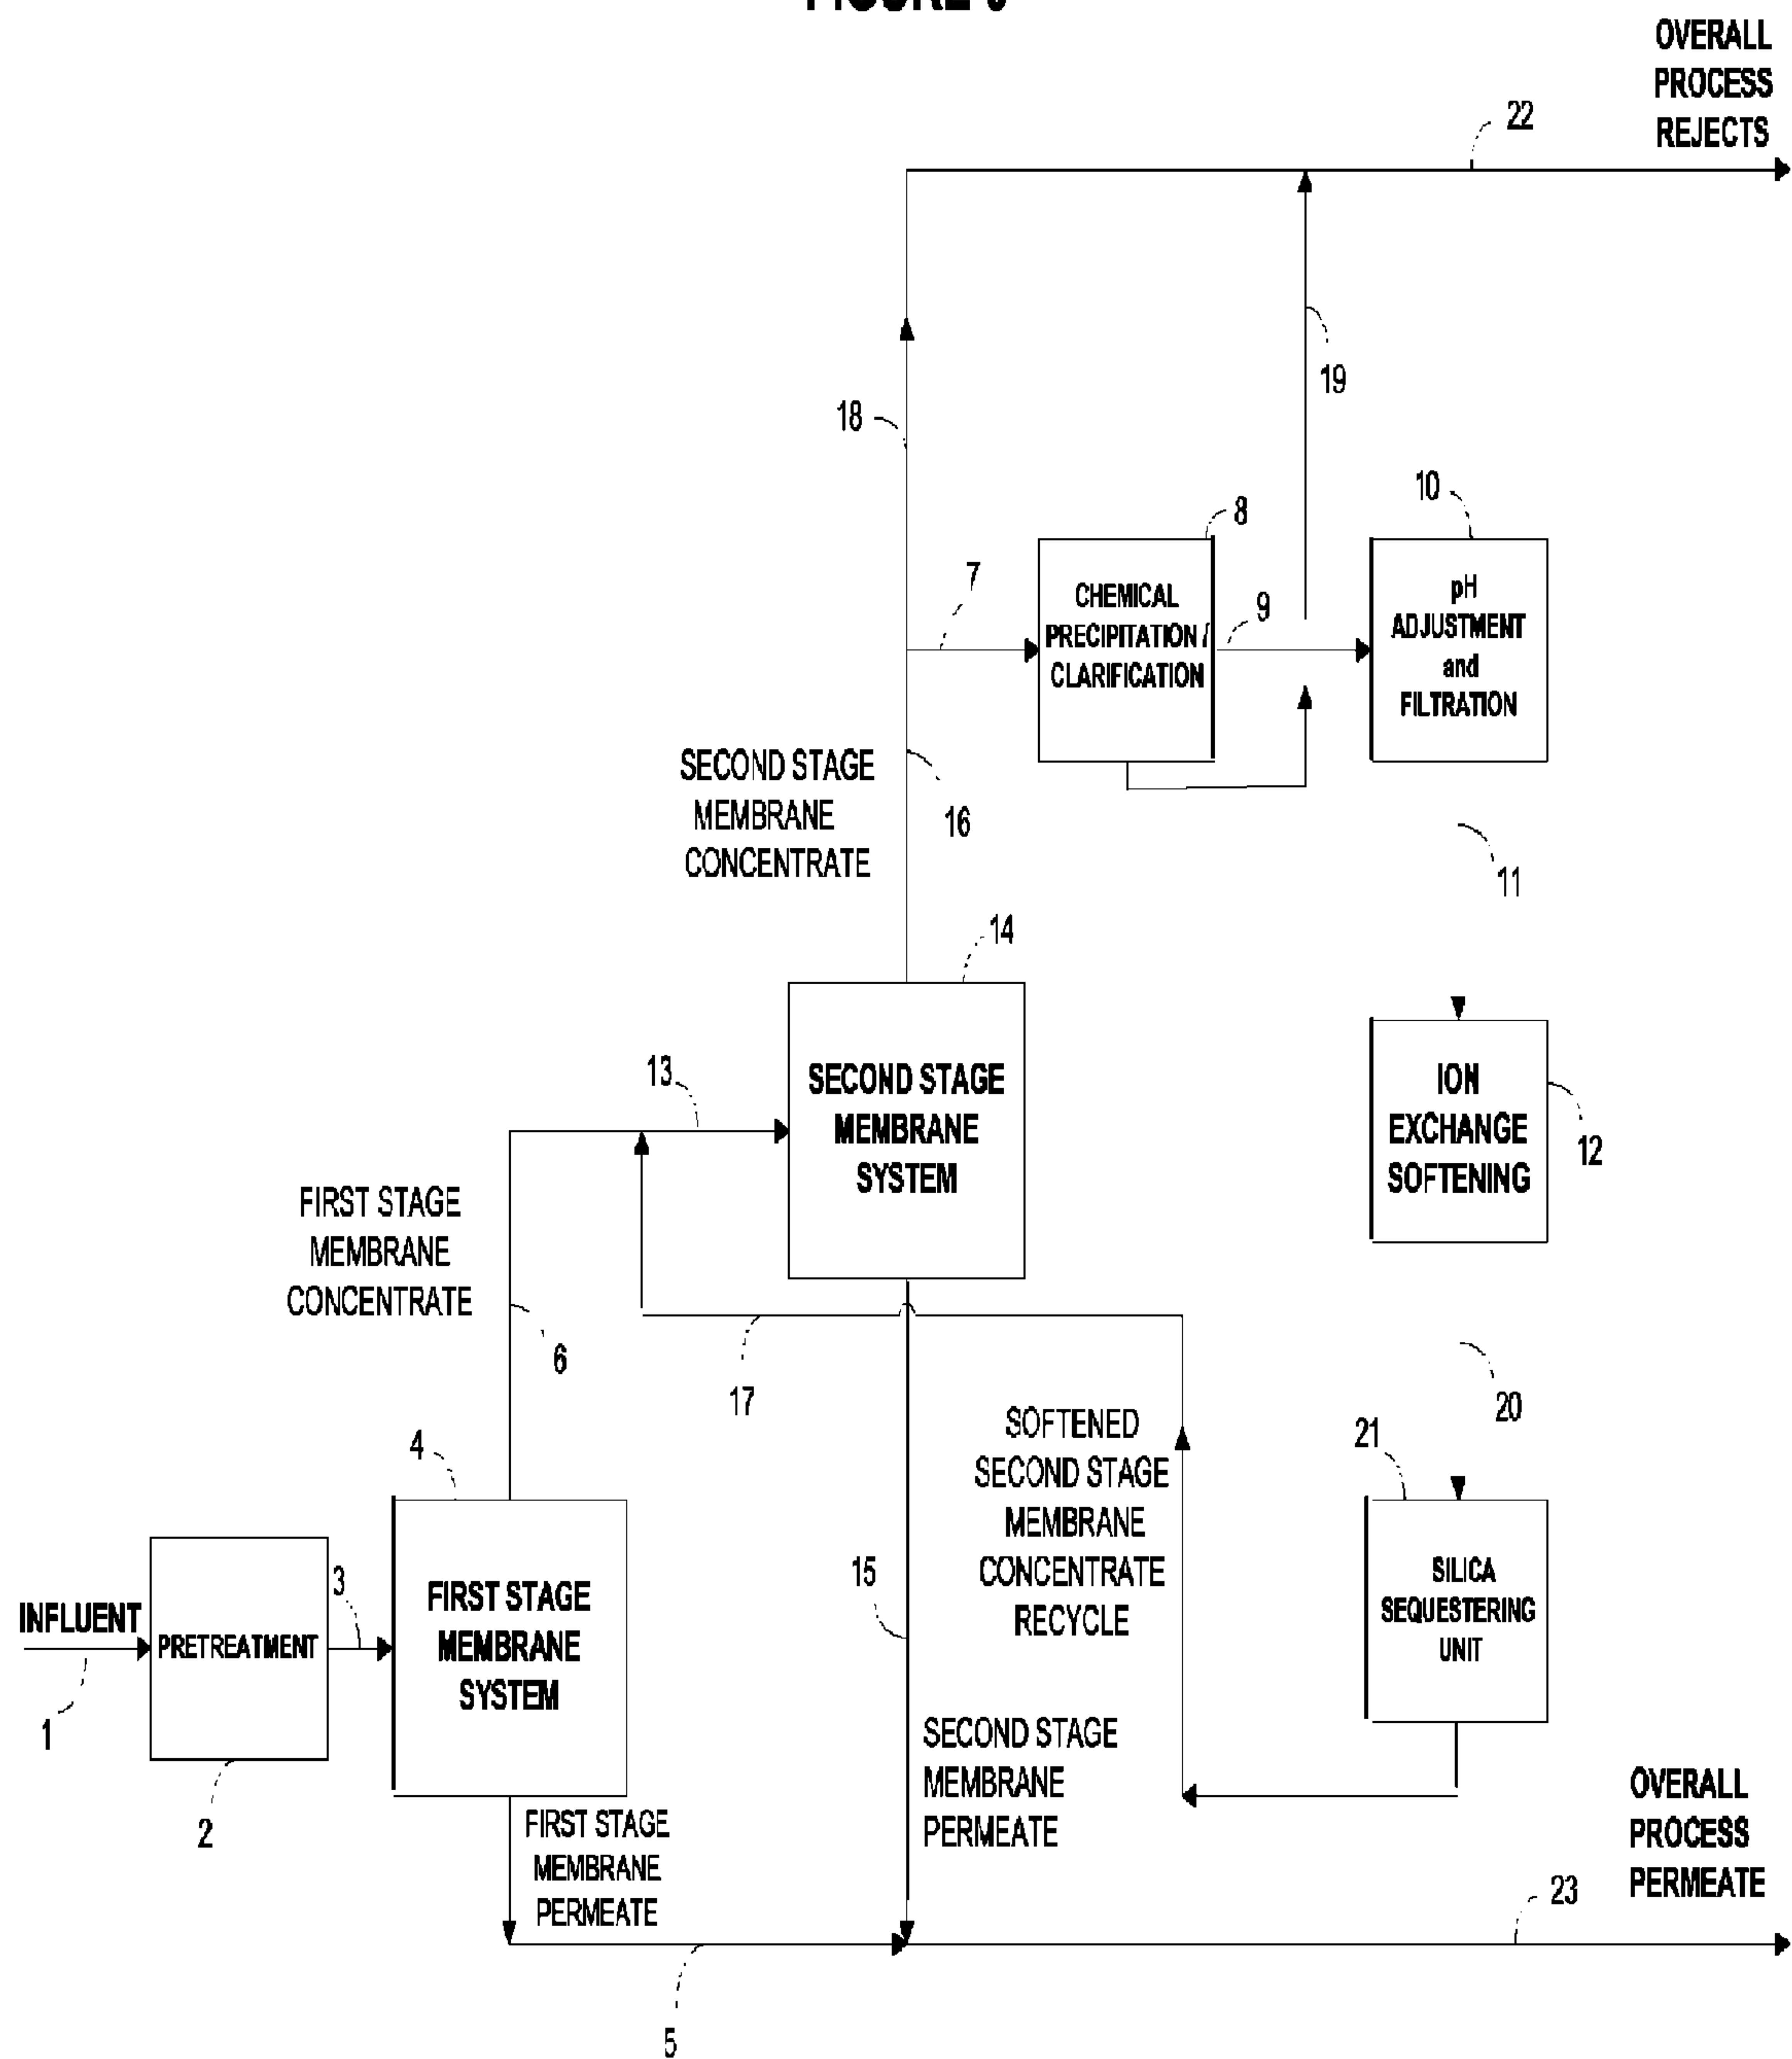 OVERALL
PROCESS
REJECTS
22
19
18
10
8
7
9
CHEMICAL
PRECIPITATION /
CLARIFICATION
pH
ADJUSTMENT
and
FILTRATION
SECOND STAGE
MEMBRANE
CONCENTRATE
16
11
14
13
SECOND STAGE
MEMBRANE
SYSTEM
ION
EXCHANGE
SOFTENING
12
FIRST STAGE
MEMBRANE
CONCENTRATE
6
17
20
SOFTENED
SECOND STAGE
MEMBRANE
CONCENTRATE
RECYCLE
4
21
15
3
INFLUENT
PRETREATMENT
FIRST STAGE
MEMBRANE
SYSTEM
SILICA
SEQUESTERING
UNIT
1
2
SECOND STAGE
MEMBRANE
PERMEATE
FIRST STAGE
MEMBRANE
PERMEATE
OVERALL
PROCESS
PERMEATE
23
5